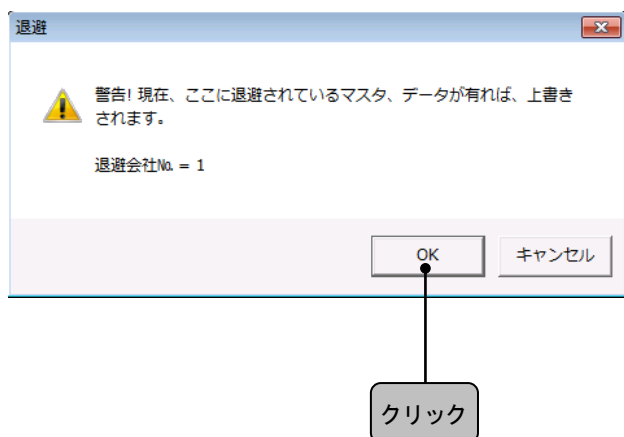 退避
警告! 現在、ここに退避されているマスタ、データが有れば、上書き
されます。
退避会社№ = 1
OK
キャンセル
クリック